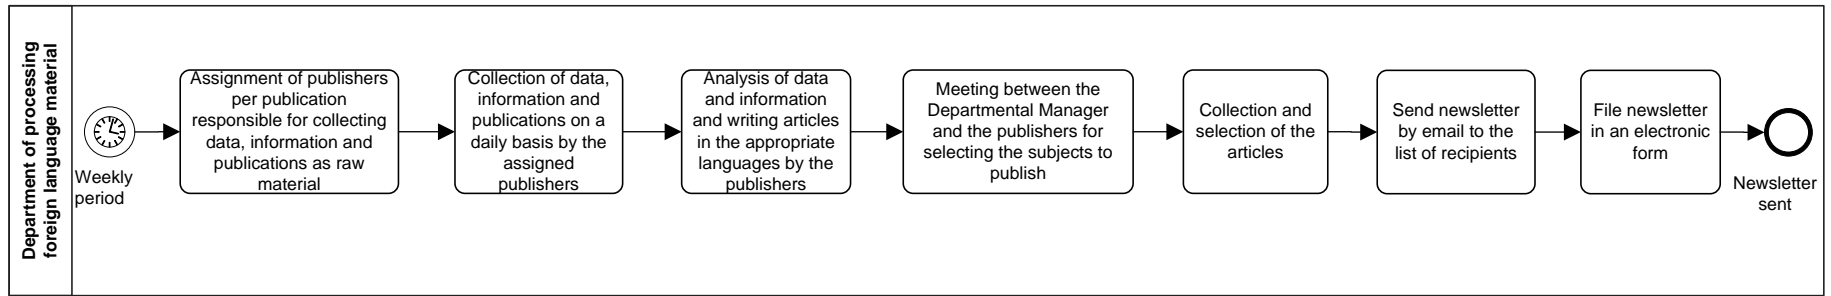 Department of processing
foreign language material
Weekly
period
Assignment of publishers
per publication
responsible for collecting
data, information and
publications as raw
material
Collection of data,
information and
publications on a
daily basis by the
assigned
publishers
Analysis of data
and information
and writing articles
in the appropriate
languages by the
publishers
Meeting between the
Departmental Manager
and the publishers for
selecting the subjects to
publish
Collection and
selection of the
articles
Send newsletter
by email to the
list of recipients
File newsletter
in an electronic
form
Newsletter
sent